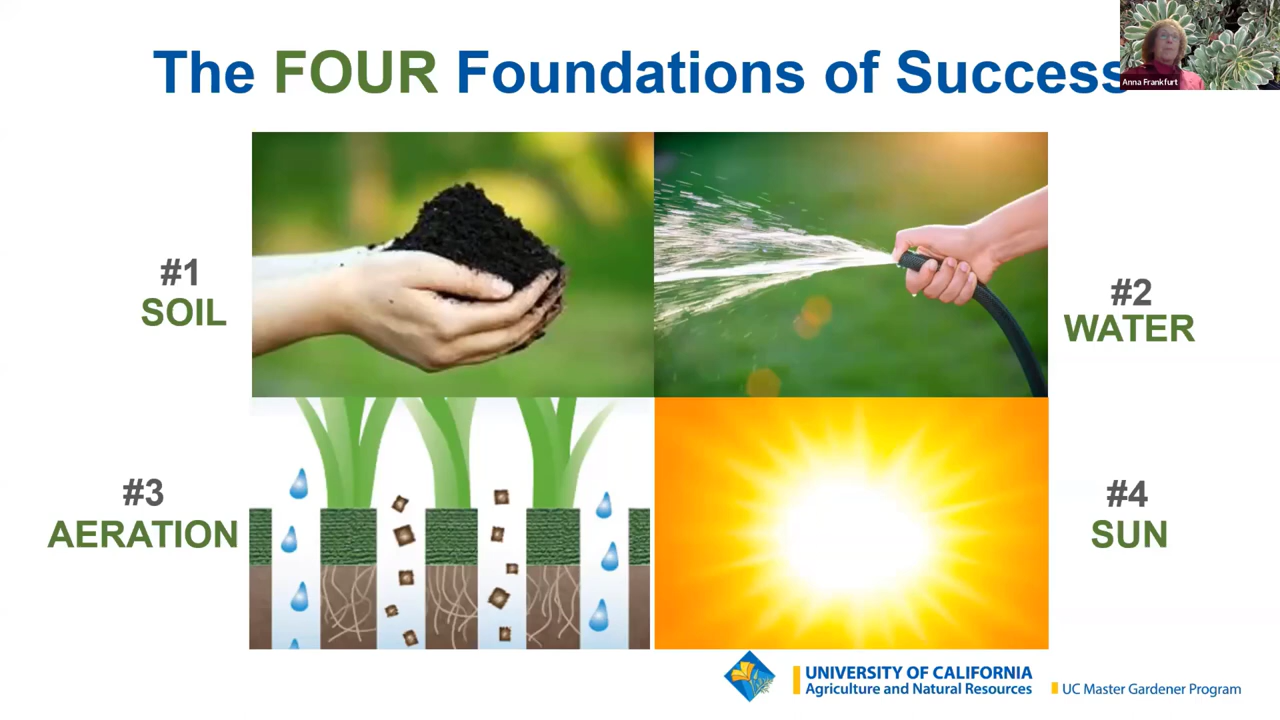 The FOUR Foundations of Success
Anna Frankfurt
#1
SOIL
#2
WATER
#3
AERATION
#4
SUN
UNIVERSITY OF CALIFORNIA
Agriculture and Natural Resources
UC Master Gardener Program